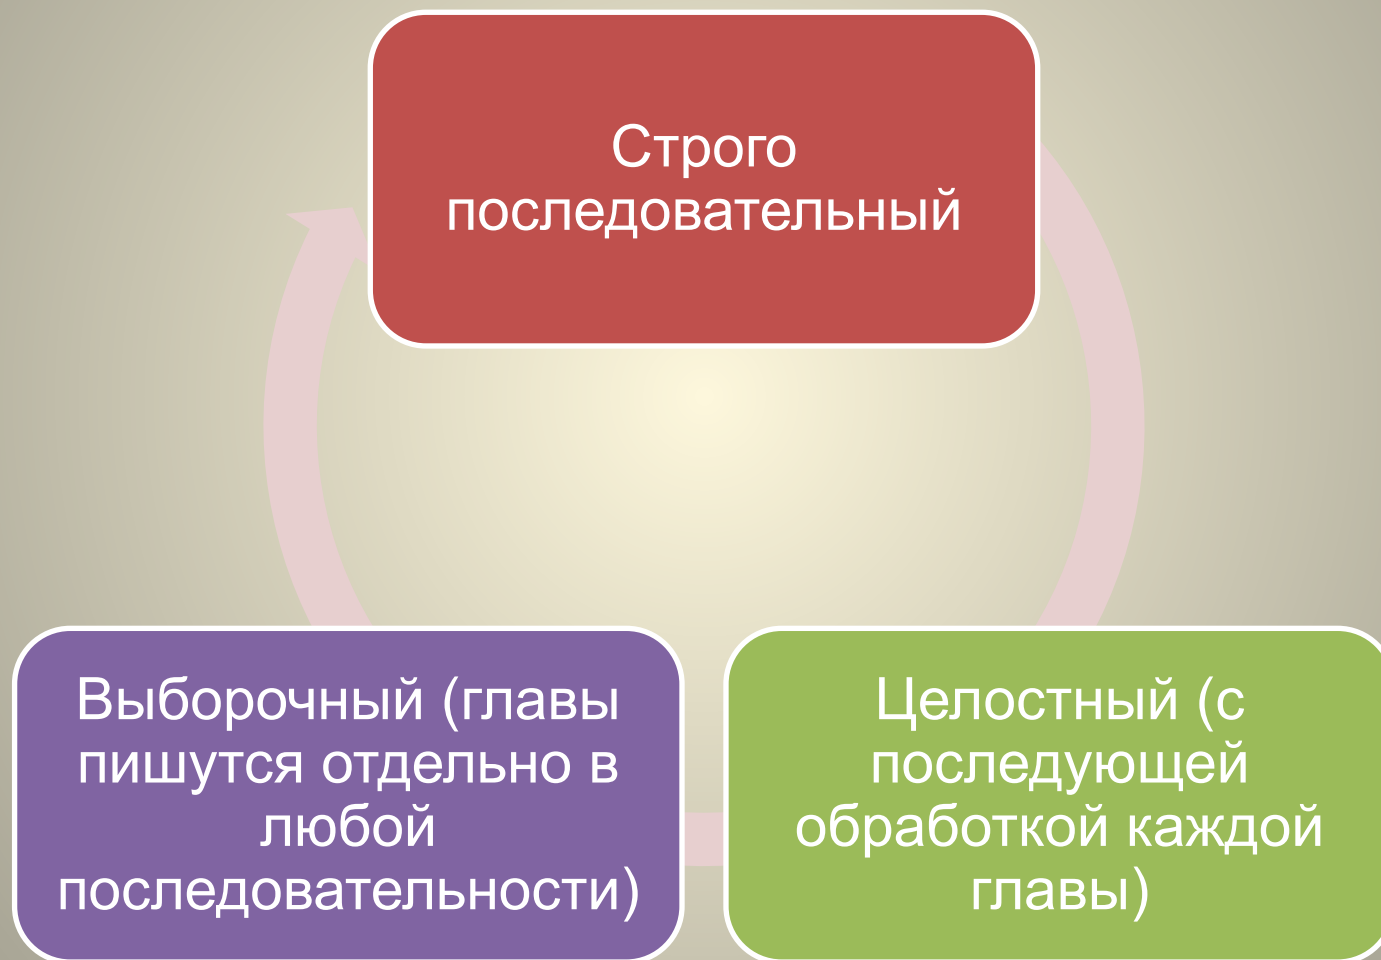 Строго
последовательный
Выборочный (главы
пишутся отдельно в
любой
последовательности)
Целостный (с
последующей
обработкой каждой
главы)